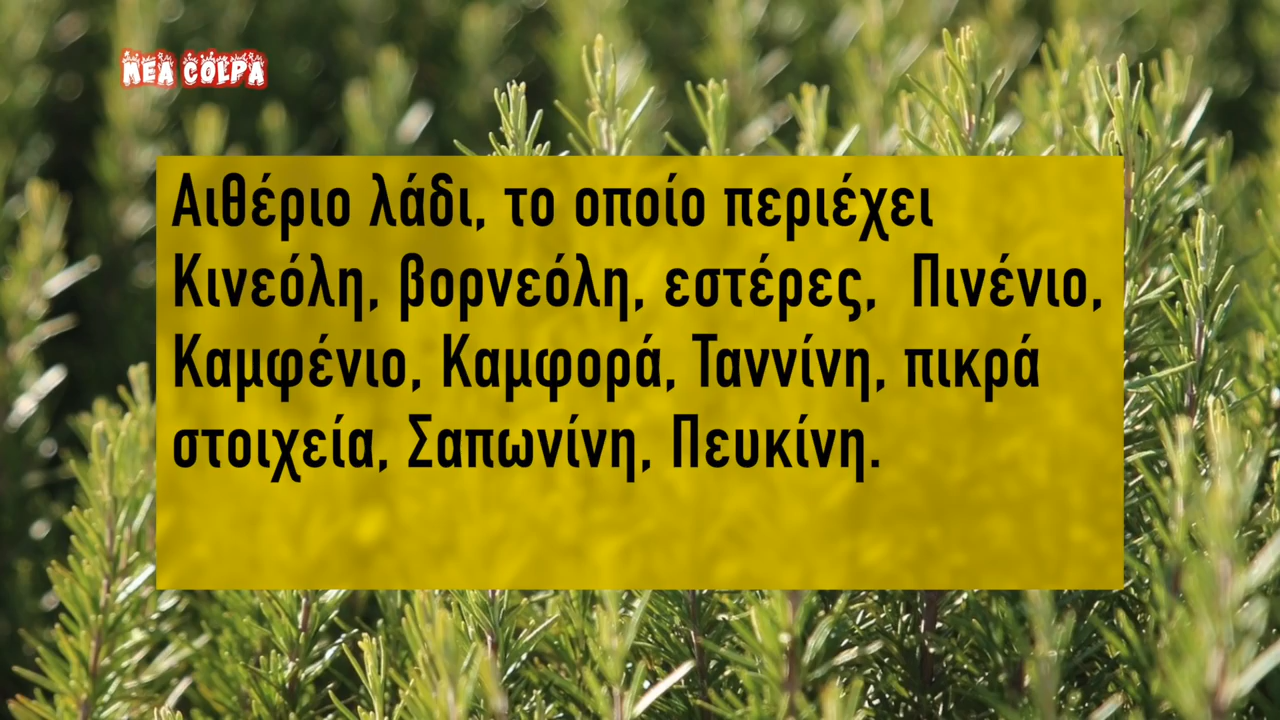 MEA COLPA
Αιθέριο λάδι, το οποίο περιέχει
Κινεόλη, βορνεόλη, εστέρες,  Πινένιο,
Καμφένιο, Καμφορά, Ταννίνη, πικρά
στοιχεία, Σαπωνίνη, Πευκίνη.